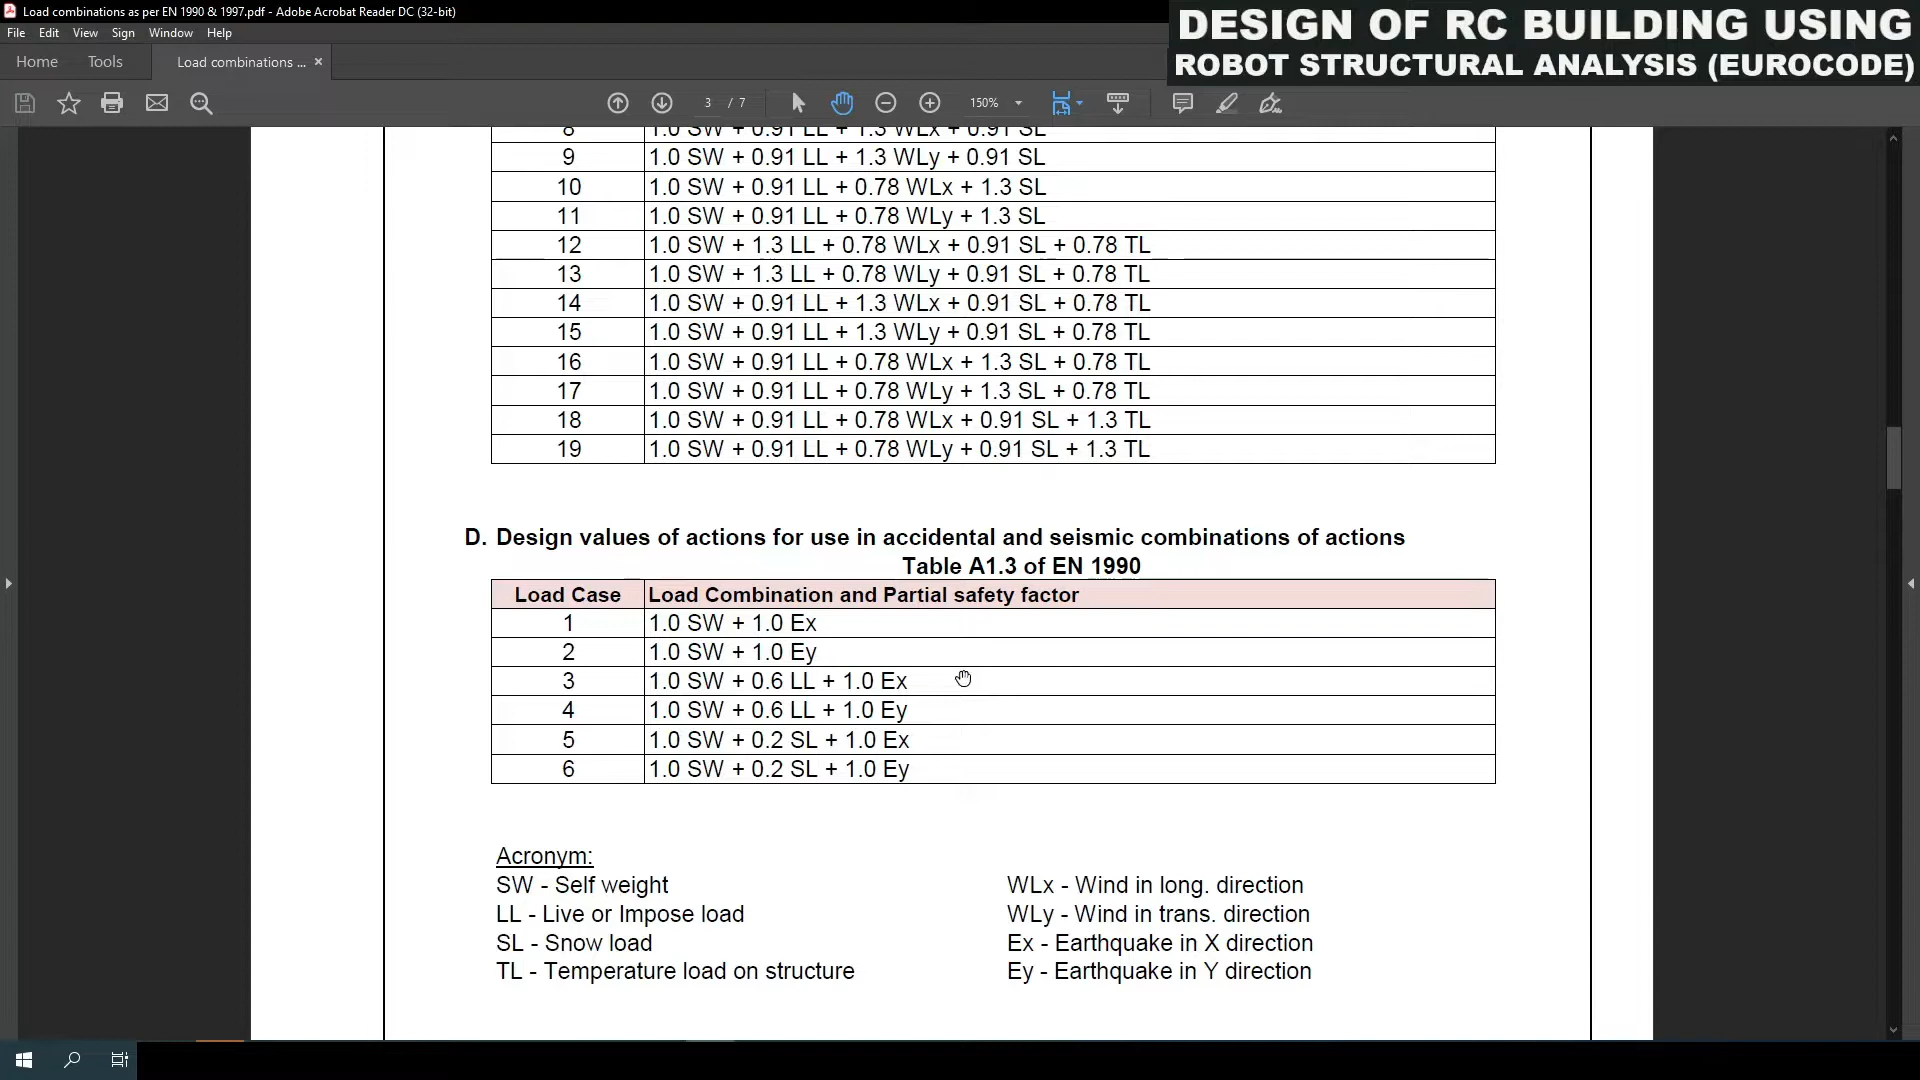 Load combinations as per EN 1990 & 1997.pdf - Adobe Acrobat Reader DC (32-bit)
DESIGN OF RC BUILDING USING
ROBOT STRUCTURAL ANALYSIS (EUROCODE)
File Edit View Sign Window Help
Home Tools Load combinations ... ×
3 / 7 150%
8 1.0 SW + 0.91 LL + 1.3 WLx + 0.91 SL
9 1.0 SW + 0.91 LL + 1.3 WLy + 0.91 SL
10 1.0 SW + 0.91 LL + 0.78 WLx + 1.3 SL
11 1.0 SW + 0.91 LL + 0.78 WLy + 1.3 SL
12 1.0 SW + 1.3 LL + 0.78 WLx + 0.91 SL + 0.78 TL
13 1.0 SW + 1.3 LL + 0.78 WLy + 0.91 SL + 0.78 TL
14 1.0 SW + 0.91 LL + 1.3 WLx + 0.91 SL + 0.78 TL
15 1.0 SW + 0.91 LL + 1.3 WLy + 0.91 SL + 0.78 TL
16 1.0 SW + 0.91 LL + 0.78 WLx + 1.3 SL + 0.78 TL
17 1.0 SW + 0.91 LL + 0.78 WLy + 1.3 SL + 0.78 TL
18 1.0 SW + 0.91 LL + 0.78 WLx + 0.91 SL + 1.3 TL
19 1.0 SW + 0.91 LL + 0.78 WLy + 0.91 SL + 1.3 TL
D. Design values of actions for use in accidental and seismic combinations of actions
Table A1.3 of EN 1990
Load Case Load Combination and Partial safety factor
1 1.0 SW + 1.0 Ex
2 1.0 SW + 1.0 Ey
3 1.0 SW + 0.6 LL + 1.0 Ex
4 1.0 SW + 0.6 LL + 1.0 Ey
5 1.0 SW + 0.2 SL + 1.0 Ex
6 1.0 SW + 0.2 SL + 1.0 Ey
Acronym:
SW - Self weight WLx - Wind in long. direction
LL - Live or Impose load WLy - Wind in trans. direction
SL - Snow load Ex - Earthquake in X direction
TL - Temperature load on structure Ey - Earthquake in Y direction